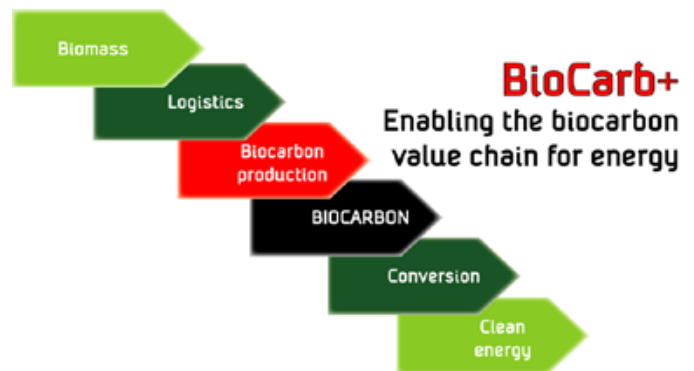 Biomass
Logistics
BioCarb+
Enabling the biocarbon
value chain for energy
Biocarbon
production
BIOCARBON
Conversion
Clean
energy